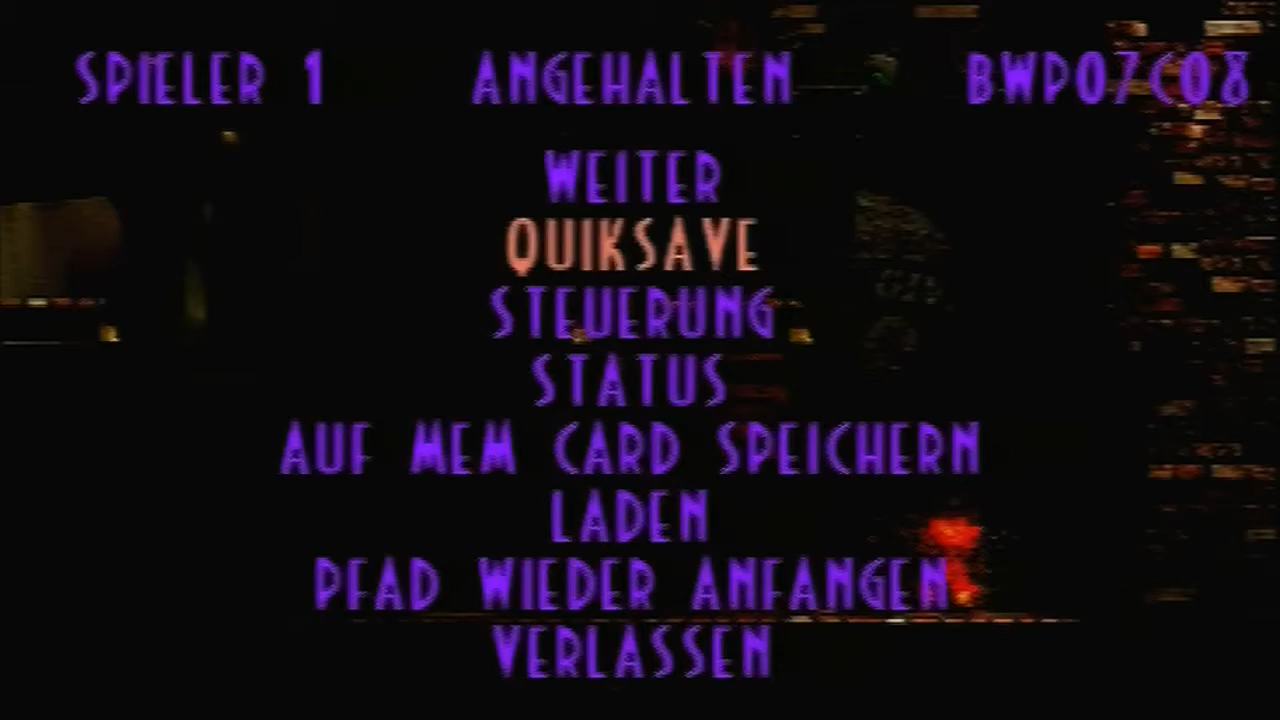 SPIELER 1 ANGEHALTEN BWP07C08
WEITER
QUIKSAVE
STEUERUNG
STATUS
AUF MEM CARD SPEICHERN
LADEN
PFAD WIEDER ANFANGEN
VERLASSEN